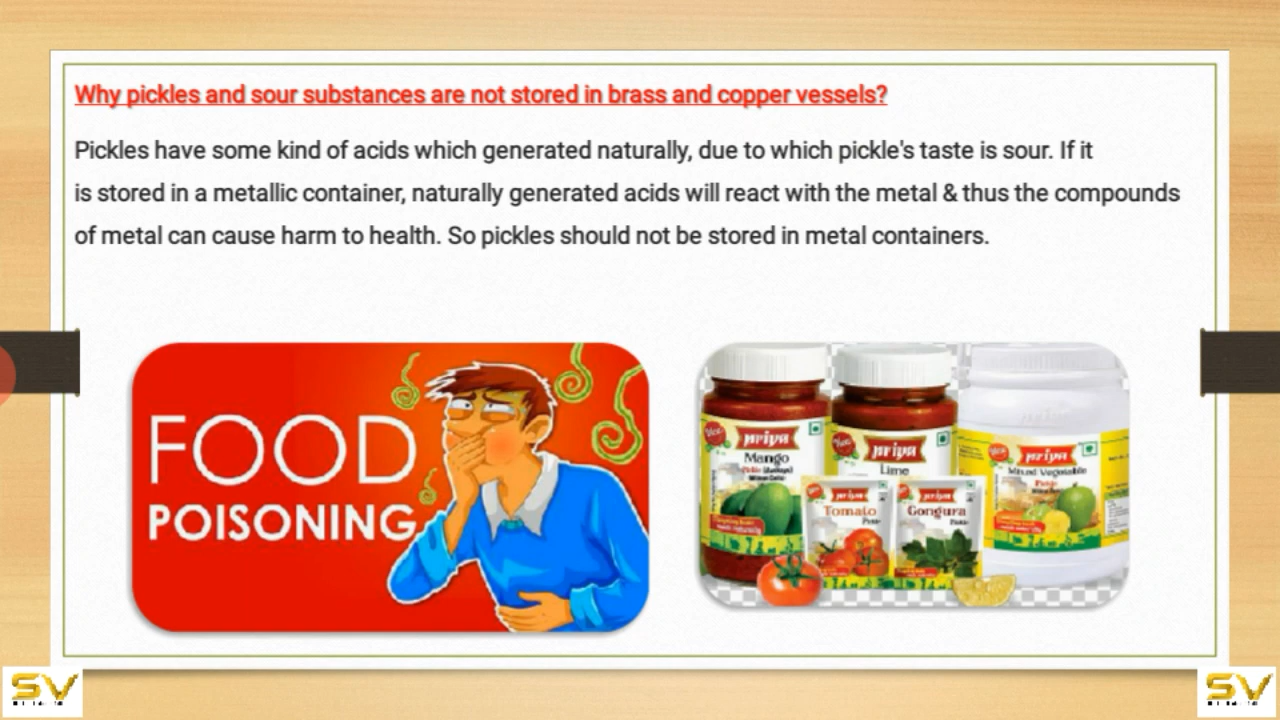 Why pickles and sour substances are not stored in brass and copper vessels?
Pickles have some kind of acids which generated naturally, due to which pickle's taste is sour. If it
is stored in a metallic container, naturally generated acids will react with the metal & thus the compounds
of metal can cause harm to health. So pickles should not be stored in metal containers.
FOOD
POISONING
priya
Mango
priya
Lime
priya
Mixed Vegetable
priya
Tomato
priya
Gongura
SV
SV